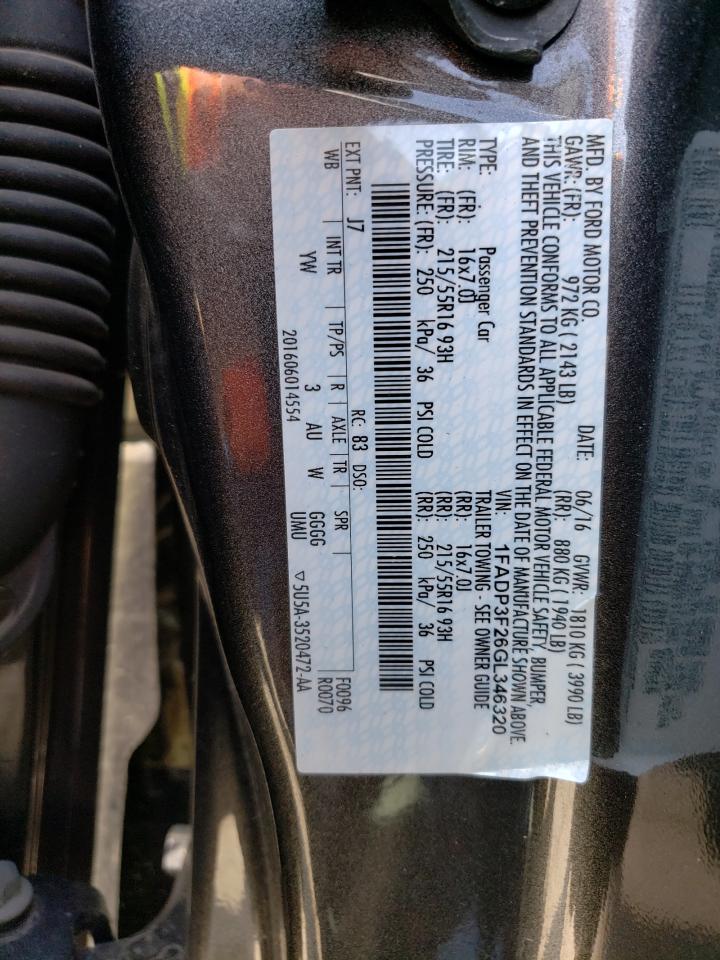 MFD. BY FORD MOTOR CO. DATE: 06/16 GVWR: 1810 KG ( 3990 LB)
GAWR: (FR): 972 KG ( 2143 LB) (RR): 880 KG ( 1940 LB)
THIS VEHICLE CONFORMS TO ALL APPLICABLE FEDERAL MOTOR VEHICLE SAFETY, BUMPER,
AND THEFT PREVENTION STANDARDS IN EFFECT ON THE DATE OF MANUFACTURE SHOWN ABOVE.
VIN: 1FADP3F26GL346320
TYPE: Passenger Car TRAILER TOWING - SEE OWNER GUIDE
RIM: (FR): 16x7.0J (RR): 16x7.0J
TIRE: (FR): 215/55R16 93H (RR): 215/55R16 93H
PRESSURE: (FR): 250 kPa/ 36 PSI COLD (RR): 250 kPa/ 36 PSI COLD
EXT PNT: J7 RC: 83 DSO: F0096
WB INT TR TP/PS R AXLE TR SPR R0070
YW 3 AU W GGGG
201606014554 UMU ▽ 5U5A-3520472-AA